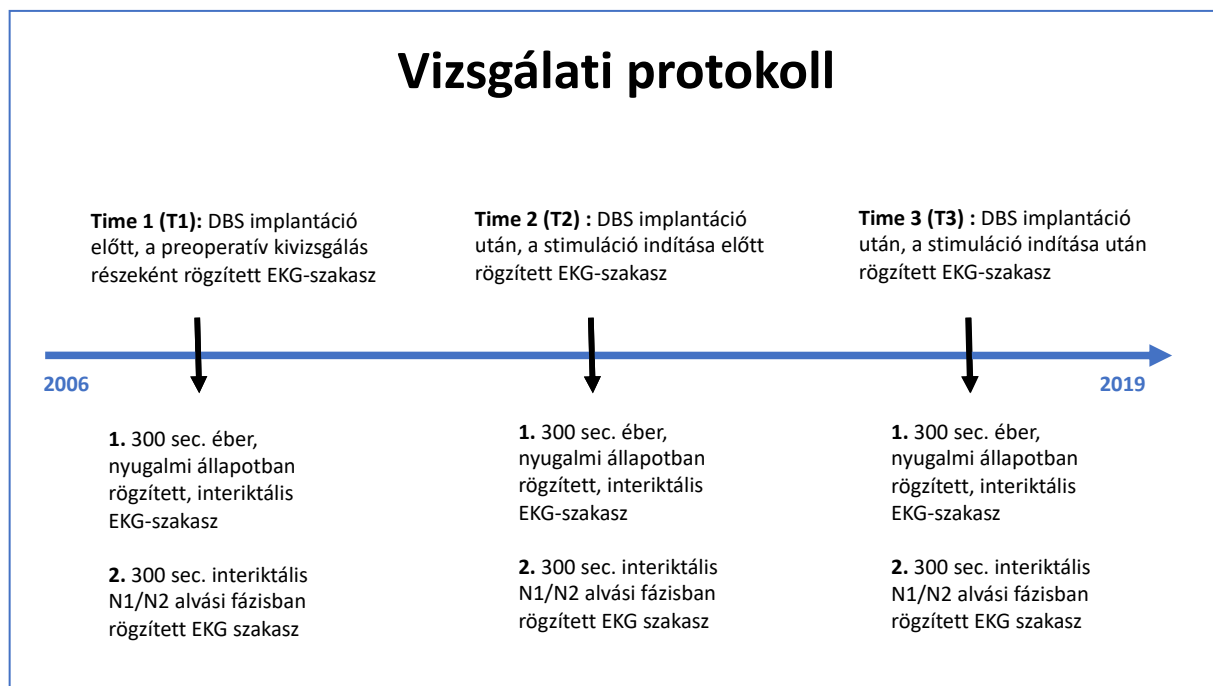 Vizsgálati protokoll
Time 1 (T1): DBS implantáció
előtt, a preoperatív kivizsgálás
részeként rögzített EKG-szakasz
Time 2 (T2) : DBS implantáció
után, a stimuláció indítása előtt
rögzített EKG-szakasz
Time 3 (T3) : DBS implantáció
után, a stimuláció indítása után
rögzített EKG-szakasz
2006
2019
1. 300 sec. éber,
nyugalmi állapotban
rögzített, interiktális
EKG-szakasz
2. 300 sec. interiktális
N1/N2 alvási fázisban
rögzített EKG szakasz
1. 300 sec. éber,
nyugalmi állapotban
rögzített, interiktális
EKG-szakasz
2. 300 sec. interiktális
N1/N2 alvási fázisban
rögzített EKG szakasz
1. 300 sec. éber,
nyugalmi állapotban
rögzített, interiktális
EKG-szakasz
2. 300 sec. interiktális
N1/N2 alvási fázisban
rögzített EKG szakasz